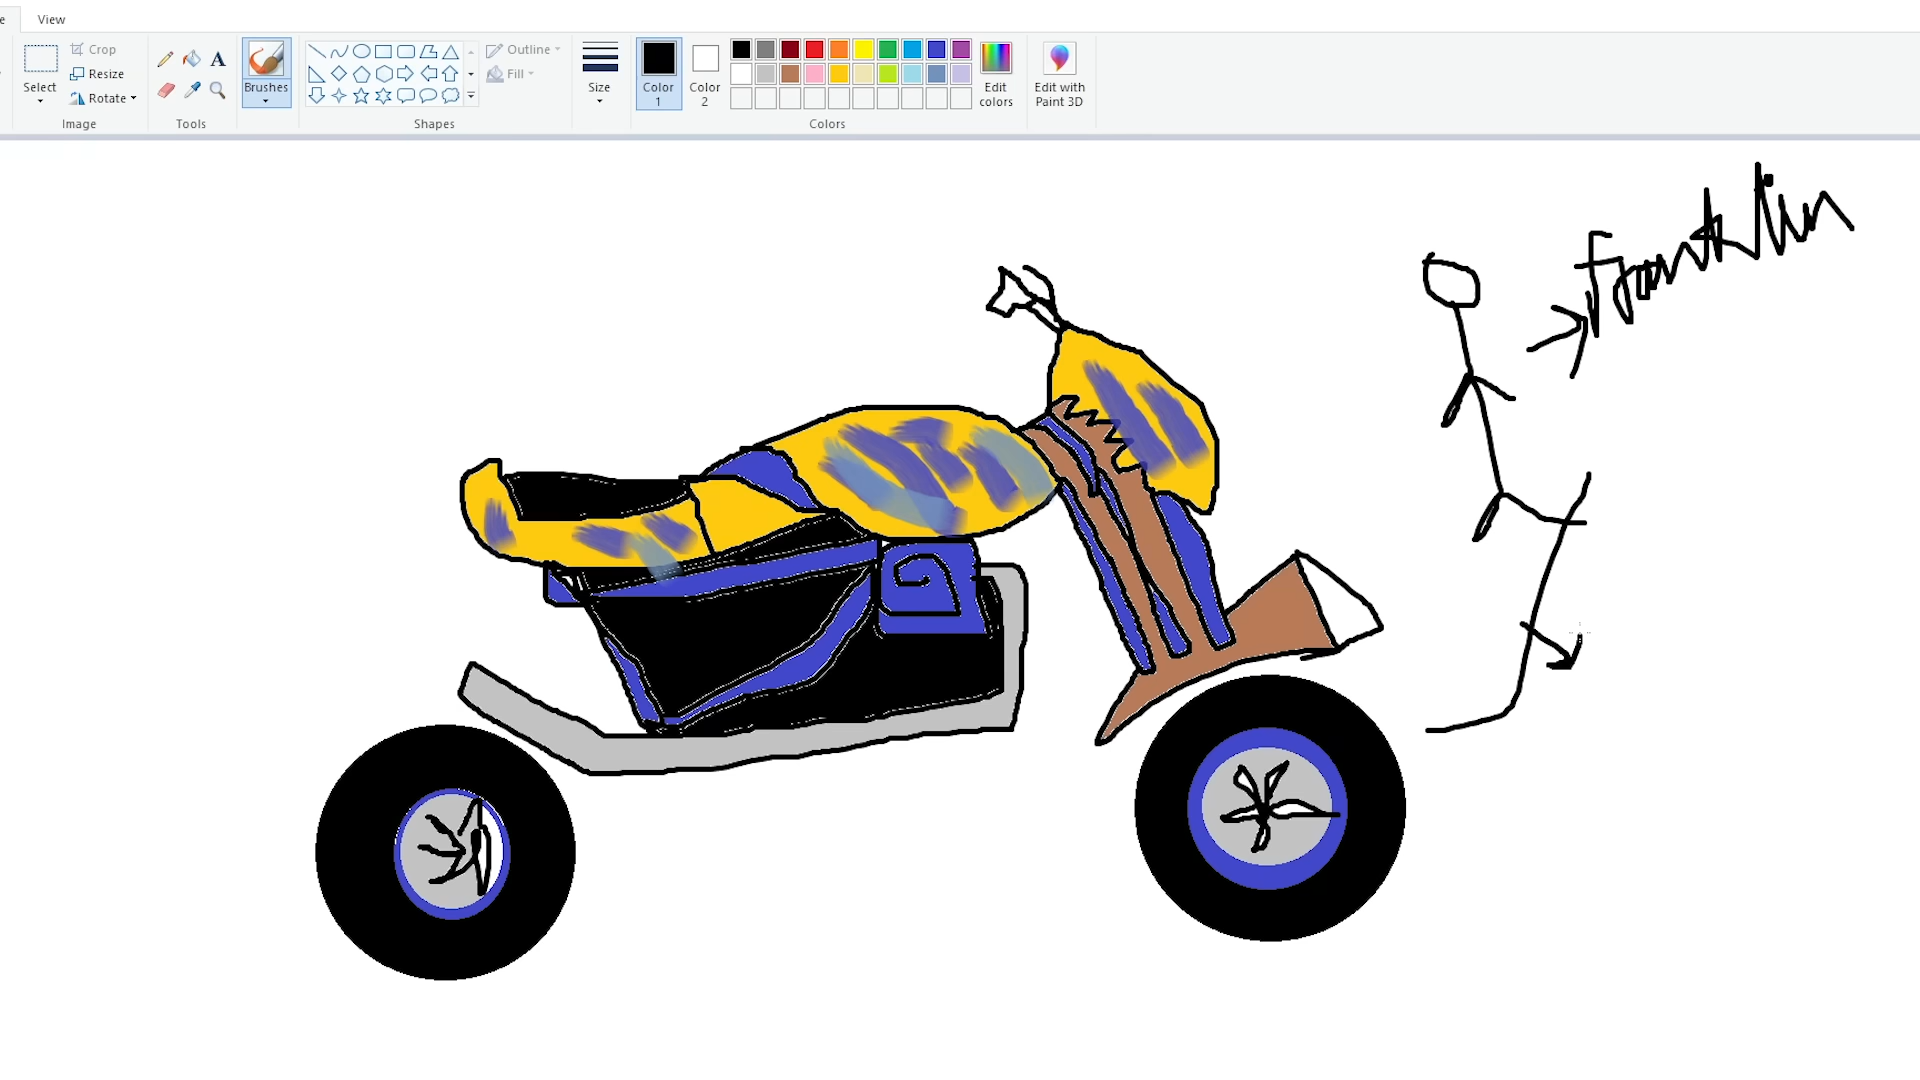 e View
Select
Crop
Resize
Rotate
Image
A
Tools
Brushes
Shapes
Outline
Fill
Size
Color 1
Color 2
Colors
Edit colors
Edit with Paint 3D
franklin